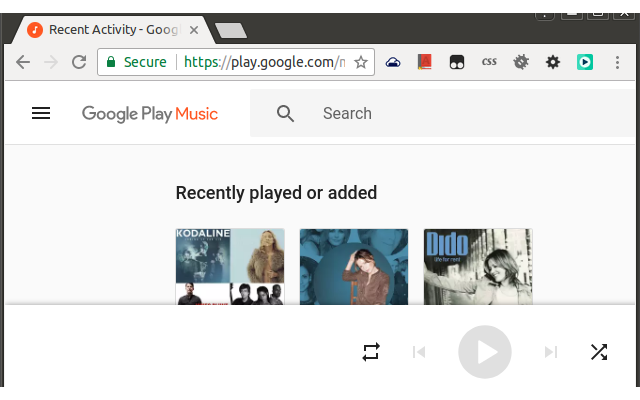 Recent Activity - Goog
Secure
https://play.google.com/m
CSS
Google Play Music
Search
Recently played or added
KODALINE
Dido
life for rent